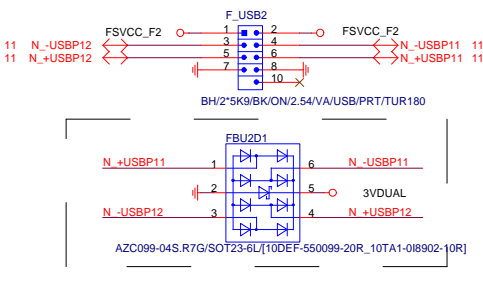 F_USB2
FSVCC_F2 1 2 FSVCC_F2
11 N_-USBP12 3 4 N_-USBP11 11
11 N_+USBP12 5 6 N_+USBP11 11
7 8
10
BH/2*5K9/BK/ON/2.54/VA/USB/PRT/TUR180
FBU2D1
N_+USBP11 1 6 N_-USBP11
2 5 3VDUAL
N_-USBP12 3 4 N_+USBP12
AZC099-04S.R7G/SOT23-6L/[10DEF-550099-20R_10TA1-0I8902-10R]